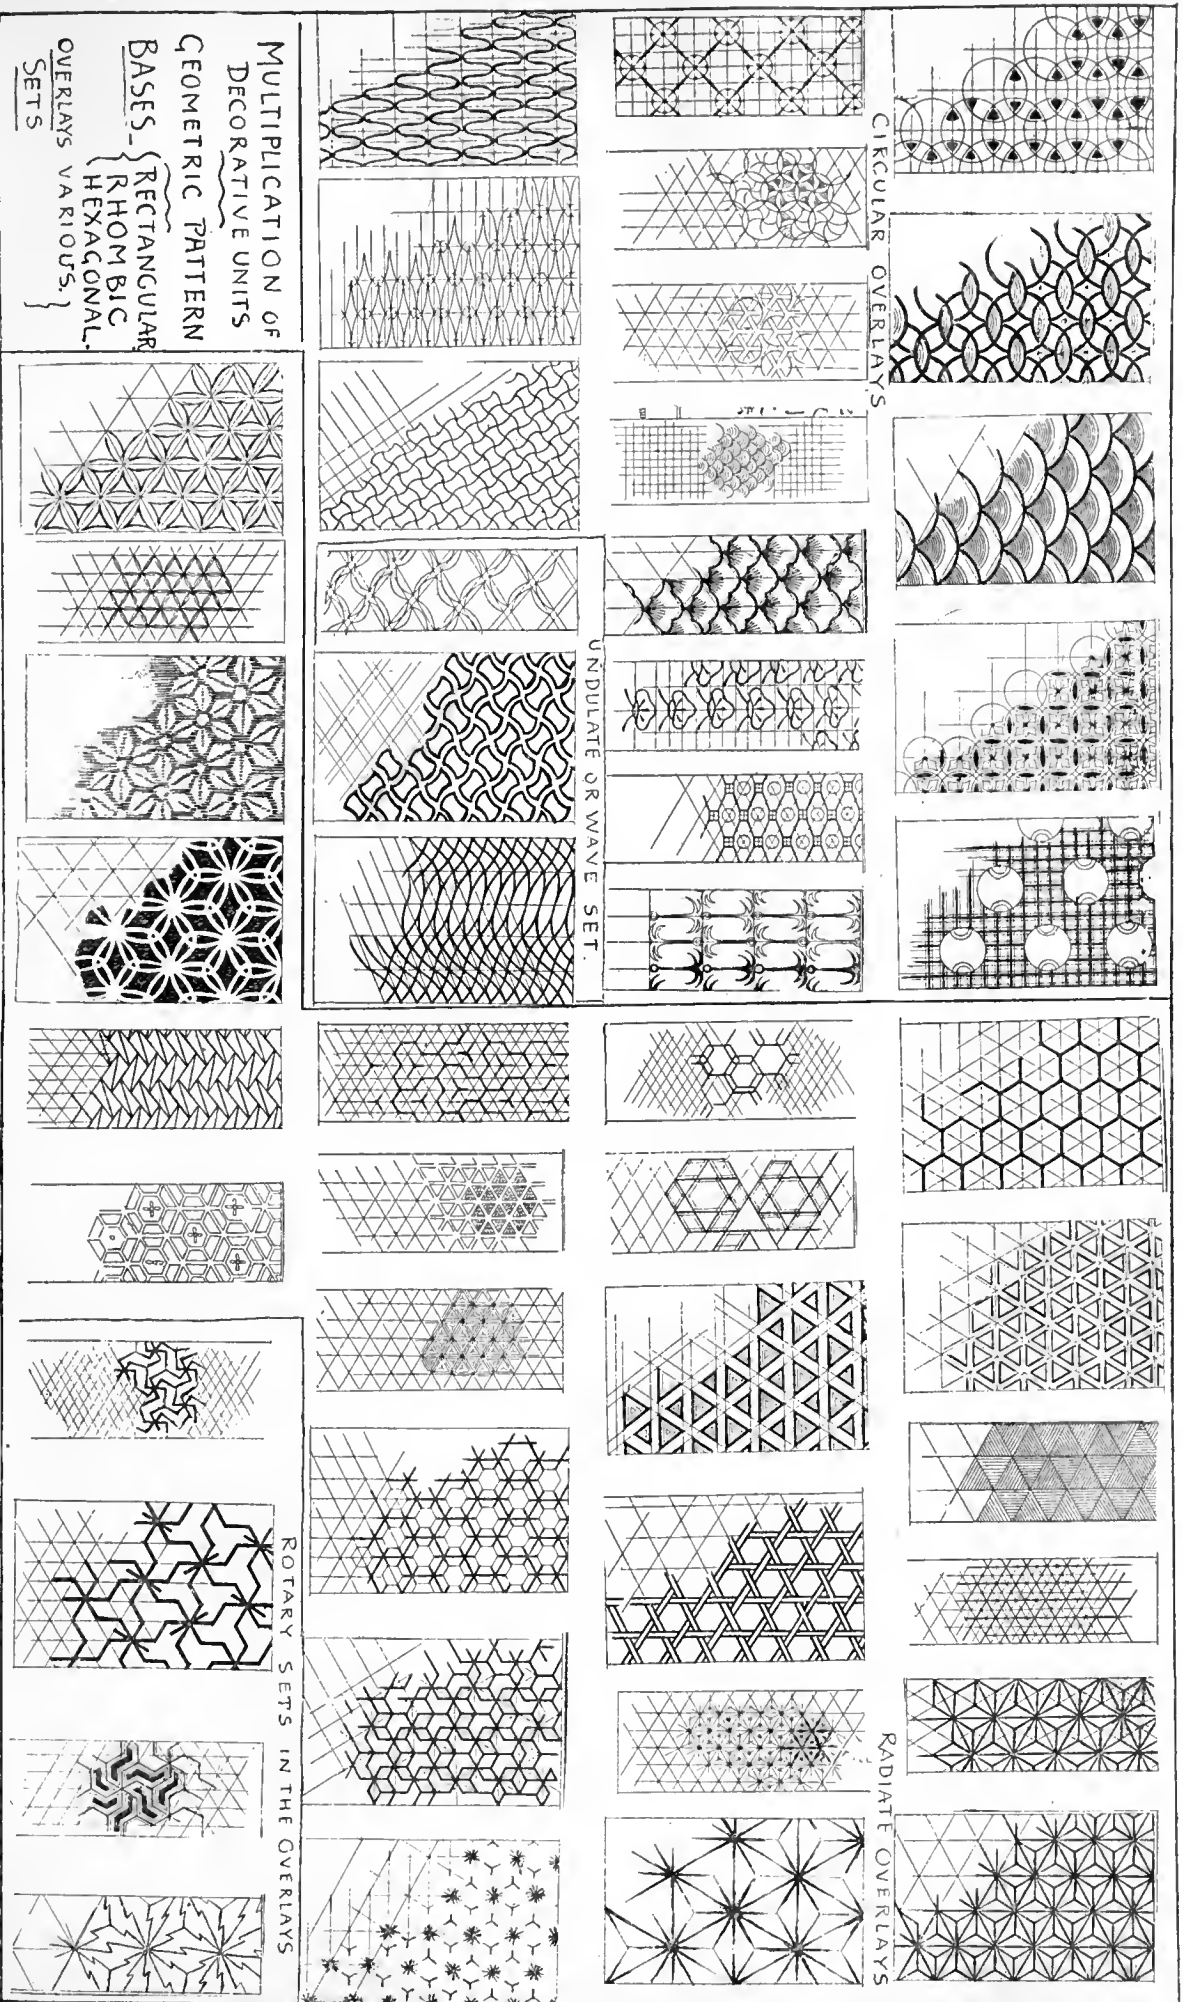 MULTIPLICATION OF
DECORATIVE UNITS
GEOMETRIC PATTERN
BASES_ { RECTANGULAR
RHOMBIC
HEXAGONAL. }
OVERLAYS VARIOUS.
SETS
CIRCULAR OVERLAYS
UNDULATE OR WAVE SET.
RADIATE OVERLAYS
ROTARY SETS IN THE OVERLAYS